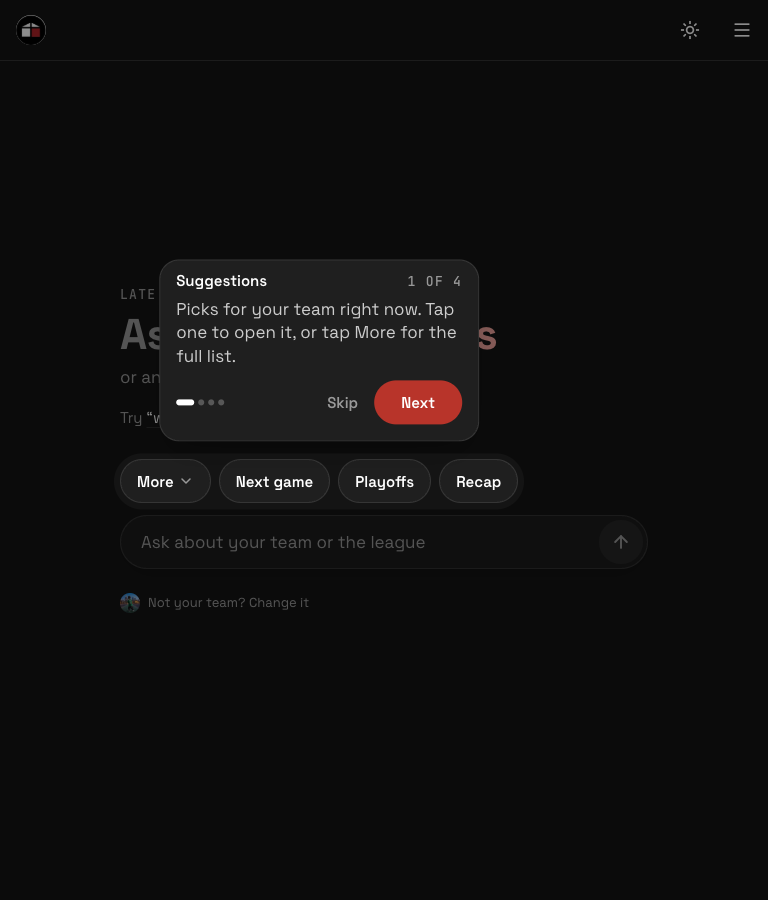 LATE
Suggestions
1 OF 4
Picks for your team right now. Tap
one to open it, or tap More for the
full list.
or
Try
Skip
Next
More
Next game
Playoffs
Recap
Ask about your team or the league
Not your team? Change it